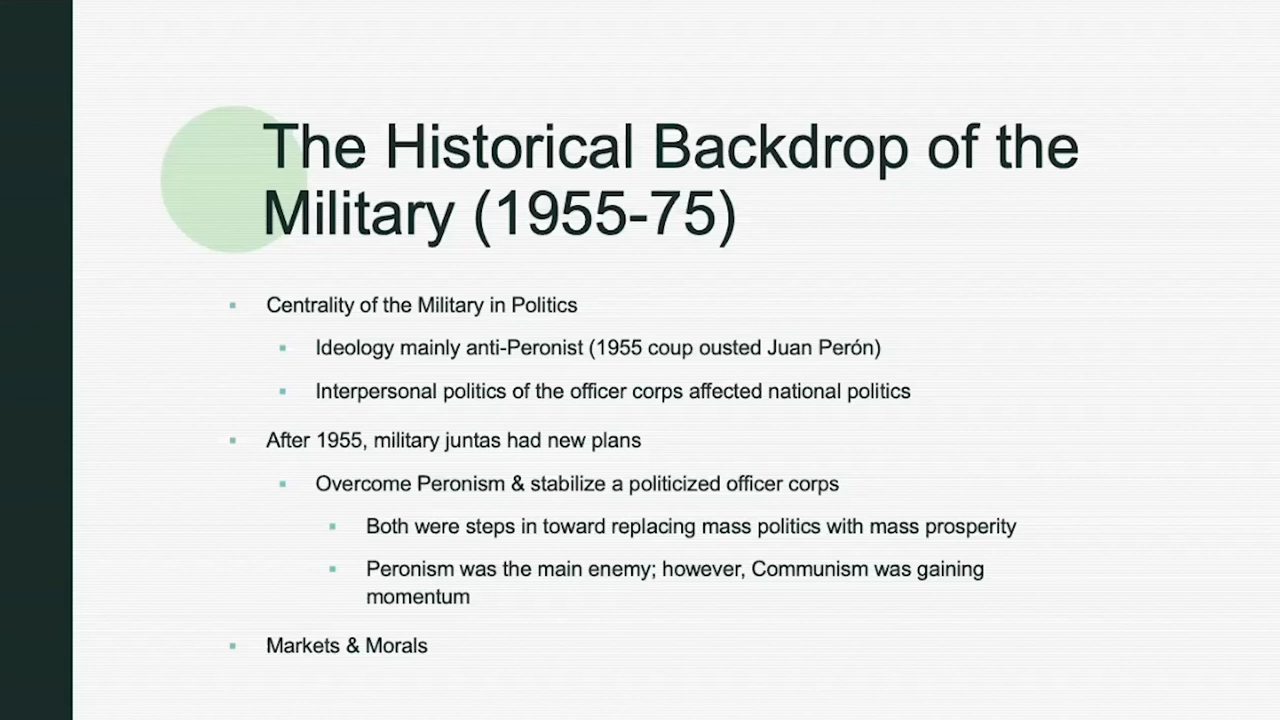 The Historical Backdrop of the
Military (1955-75)
Centrality of the Military in Politics
Ideology mainly anti-Peronist (1955 coup ousted Juan Perón)
Interpersonal politics of the officer corps affected national politics
After 1955, military juntas had new plans
Overcome Peronism & stabilize a politicized officer corps
Both were steps in toward replacing mass politics with mass prosperity
Peronism was the main enemy; however, Communism was gaining
momentum
Markets & Morals